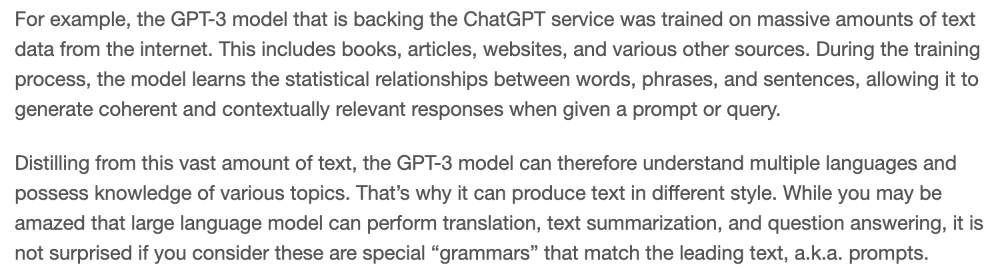 For example, the GPT-3 model that is backing the ChatGPT service was trained on massive amounts of text
data from the internet. This includes books, articles, websites, and various other sources. During the training
process, the model learns the statistical relationships between words, phrases, and sentences, allowing it to
generate coherent and contextually relevant responses when given a prompt or query.
Distilling from this vast amount of text, the GPT-3 model can therefore understand multiple languages and
possess knowledge of various topics. That’s why it can produce text in different style. While you may be
amazed that large language model can perform translation, text summarization, and question answering, it is
not surprised if you consider these are special “grammars” that match the leading text, a.k.a. prompts.